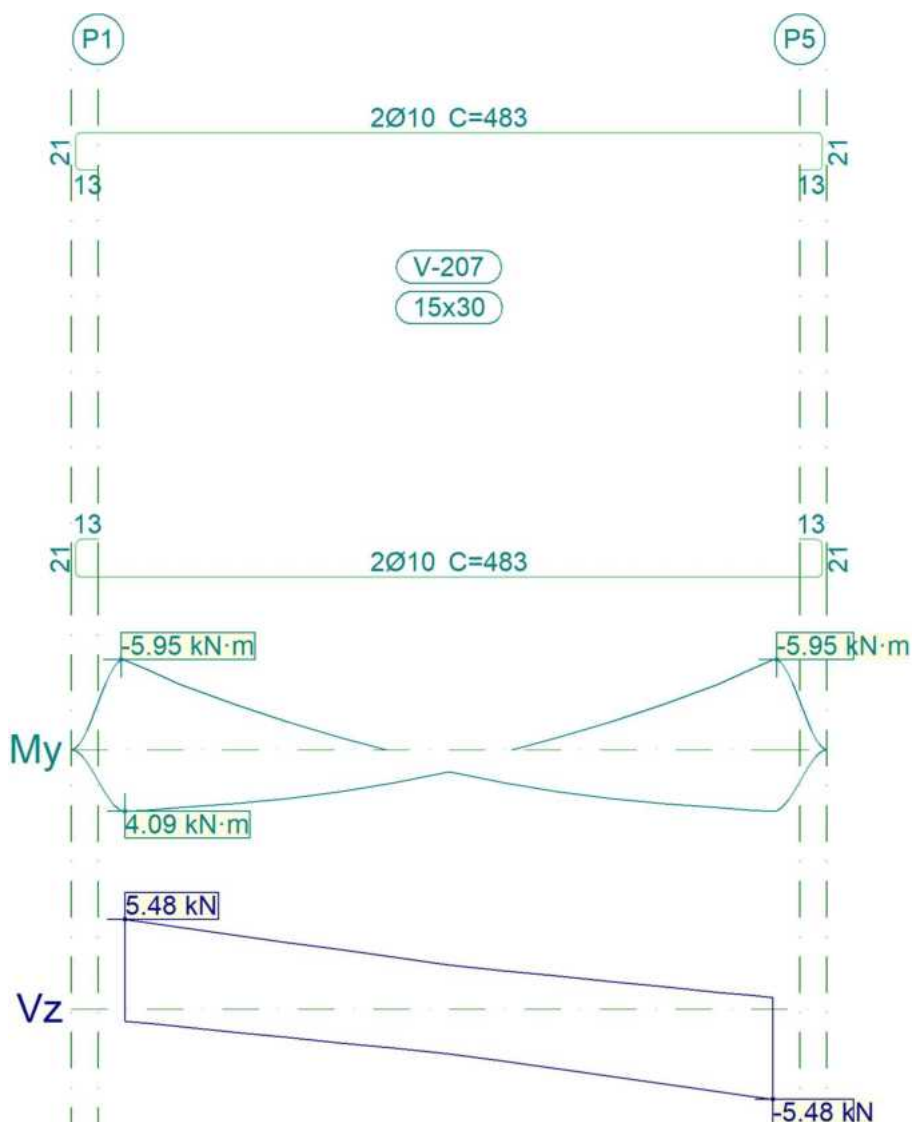 P1 P5
2Ø10 C=483
21 21
13 13
V-207
15x30
13 13
21 21
2Ø10 C=483
-5.95 kN·m -5.95 kN·m
My
4.09 kN·m
5.48 kN
Vz
-5.48 kN